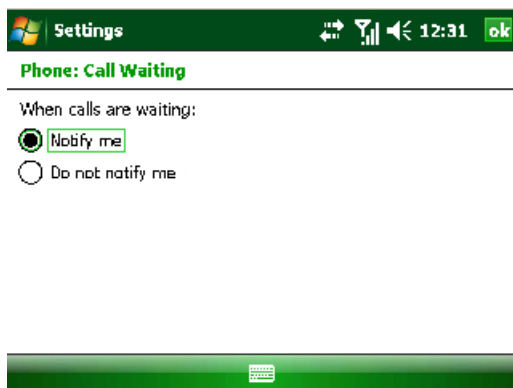 Settings 12:31 ok
Phone: Call Waiting
When calls are waiting:
Notify me
Do not notify me